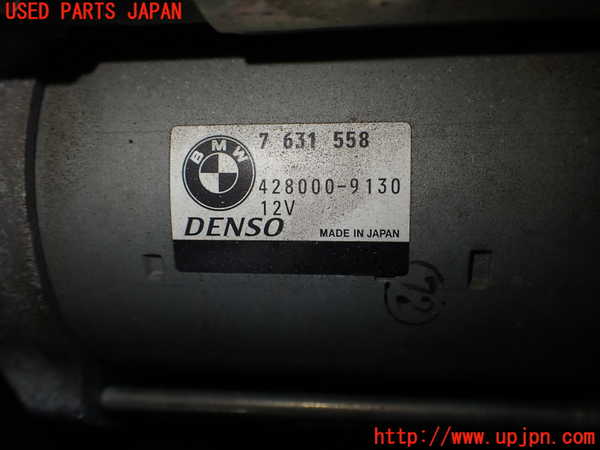 USED PARTS JAPAN
BMW
7 631 558
428000-9130
12V
DENSO
MADE IN JAPAN
http://www.upjpn.com/